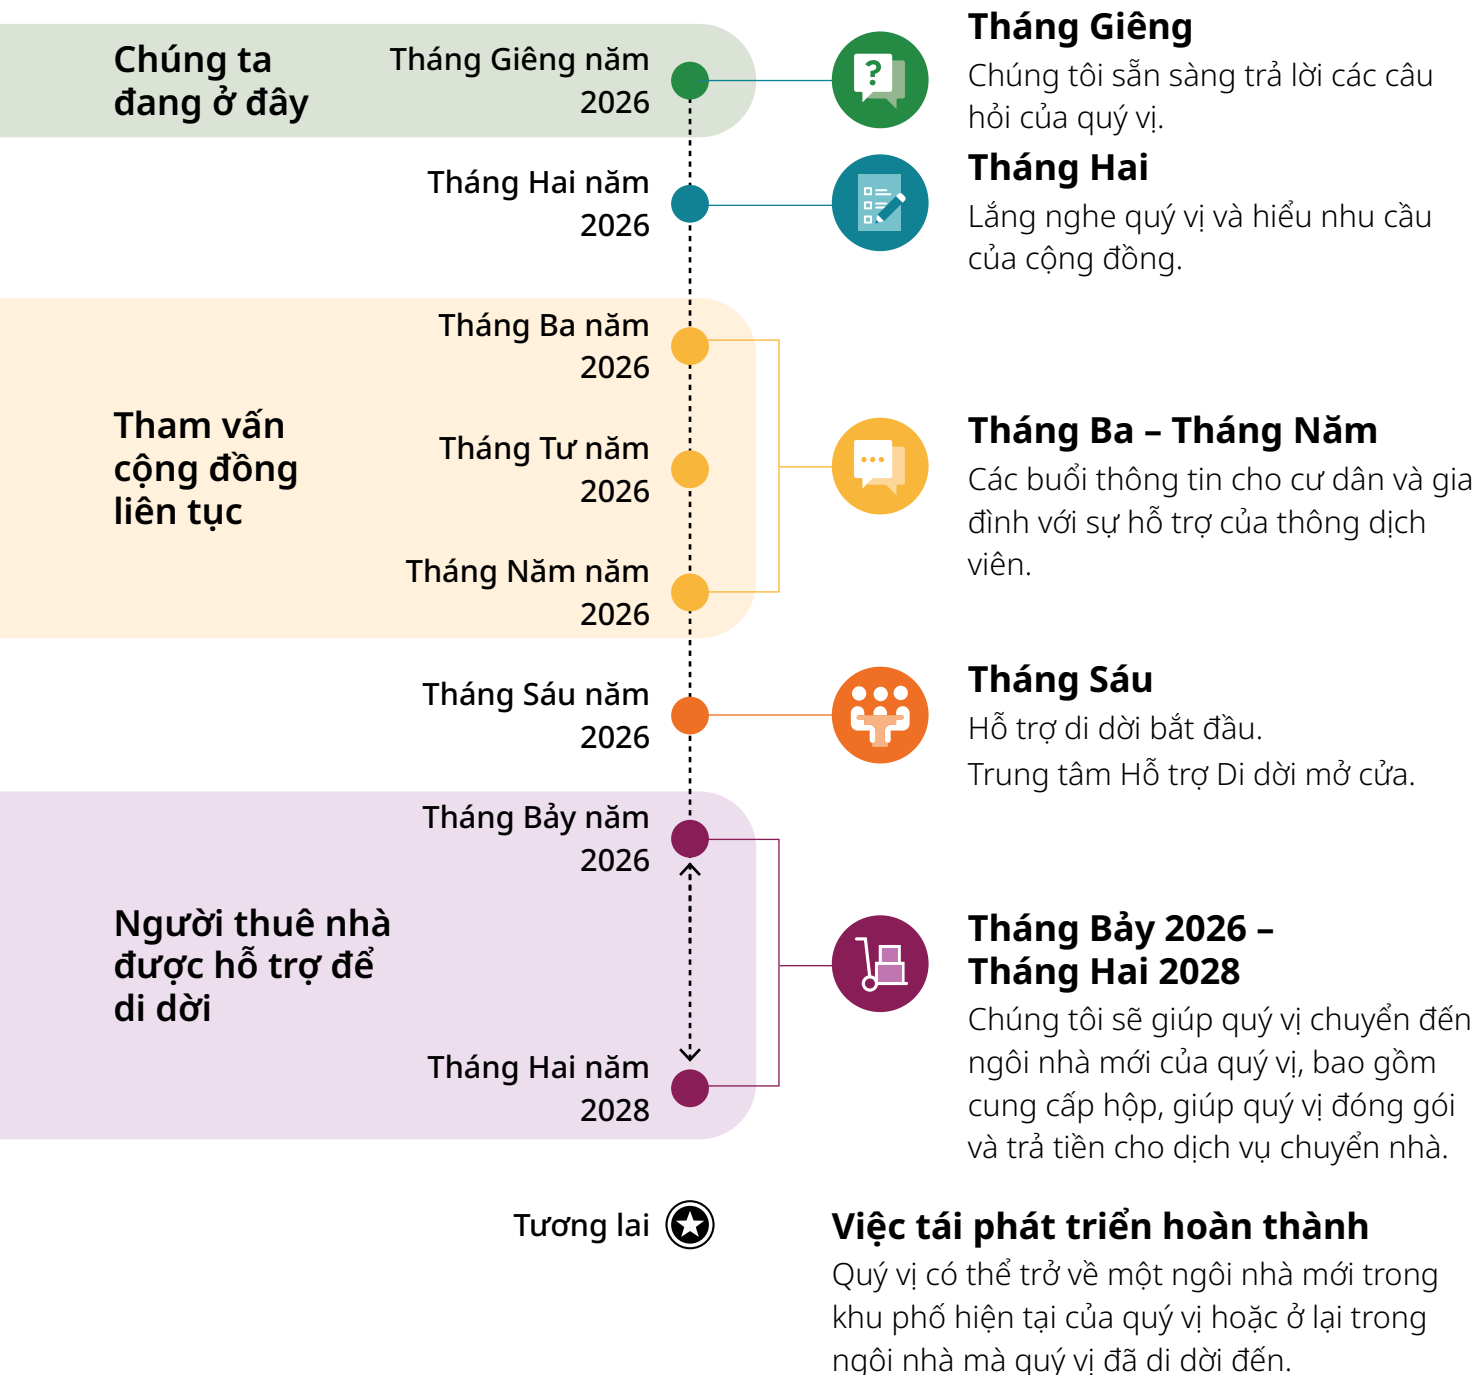 Chúng ta
đang ở đây
Tháng Giêng năm
2026
Tháng Giêng
Chúng tôi sẵn sàng trả lời các câu
hỏi của quý vị.
Tháng Hai năm
2026
Tháng Hai
Lắng nghe quý vị và hiểu nhu cầu
của cộng đồng.
Tham vấn
cộng đồng
liên tục
Tháng Ba năm
2026
Tháng Tư năm
2026
Tháng Năm năm
2026
Tháng Ba – Tháng Năm
Các buổi thông tin cho cư dân và gia
đình với sự hỗ trợ của thông dịch
viên.
Tháng Sáu năm
2026
Tháng Sáu
Hỗ trợ di dời bắt đầu.
Trung tâm Hỗ trợ Di dời mở cửa.
Người thuê nhà
được hỗ trợ để
di dời
Tháng Bảy năm
2026
Tháng Hai năm
2028
Tháng Bảy 2026 –
Tháng Hai 2028
Chúng tôi sẽ giúp quý vị chuyển đến
ngôi nhà mới của quý vị, bao gồm
cung cấp hộp, giúp quý vị đóng gói
và trả tiền cho dịch vụ chuyển nhà.
Tương lai
Việc tái phát triển hoàn thành
Quý vị có thể trở về một ngôi nhà mới trong
khu phố hiện tại của quý vị hoặc ở lại trong
ngôi nhà mà quý vị đã di dời đến.